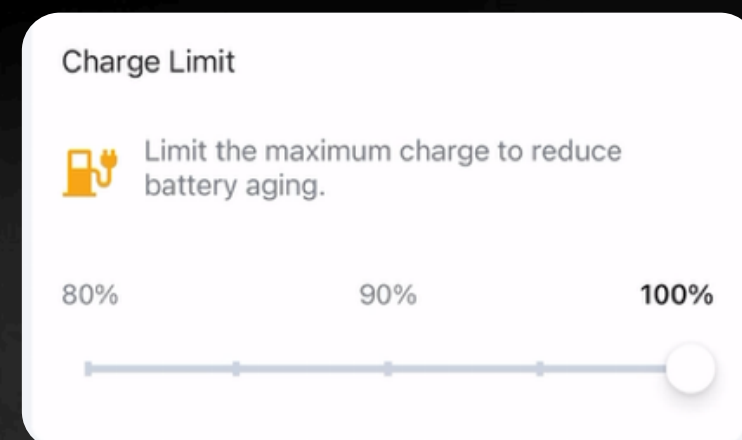 Charge Limit
Limit the maximum charge to reduce
battery aging.
80% 90% 100%